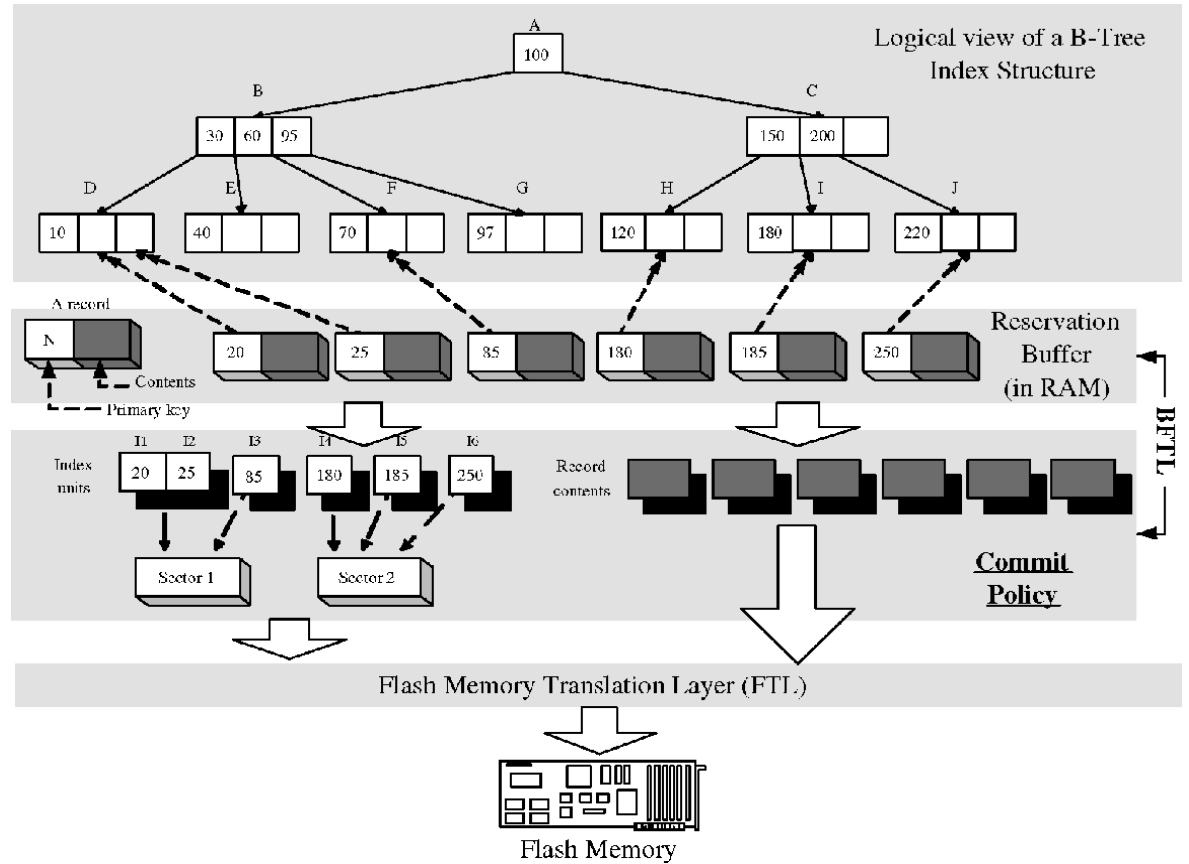 A
100
Logical view of a B-Tree
Index Structure
B
C
30 60 95
150 200
D E F G H I J
10 40 70 97 120 180 220
A record
N
Contents
Primary key
20 25 85 180 185 250
Reservation
Buffer
(in RAM)
BFTL
I1 I2 I3 I4 I5 I6
Index
units
20 25 85 180 185 250
Record
contents
Sector 1 Sector 2
Commit
Policy
Flash Memory Translation Layer (FTL)
Flash Memory